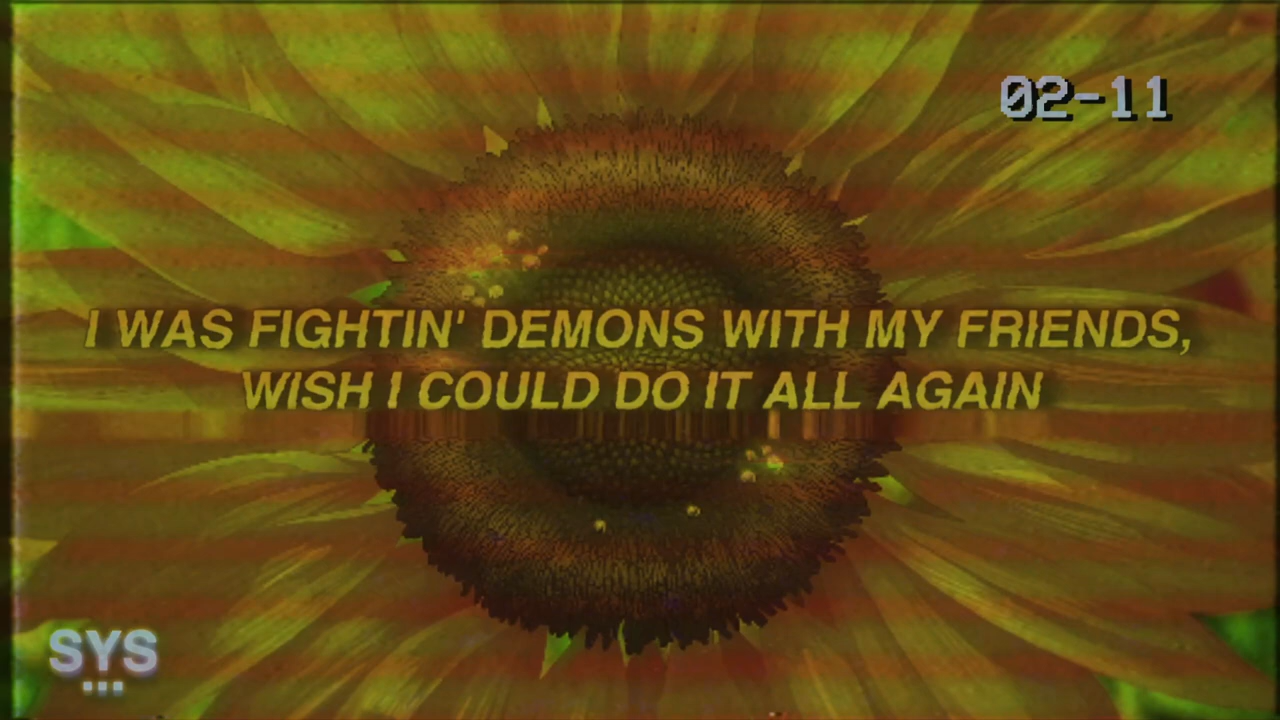 02-11
I WAS FIGHTIN' DEMONS WITH MY FRIENDS,
WISH I COULD DO IT ALL AGAIN
SYS